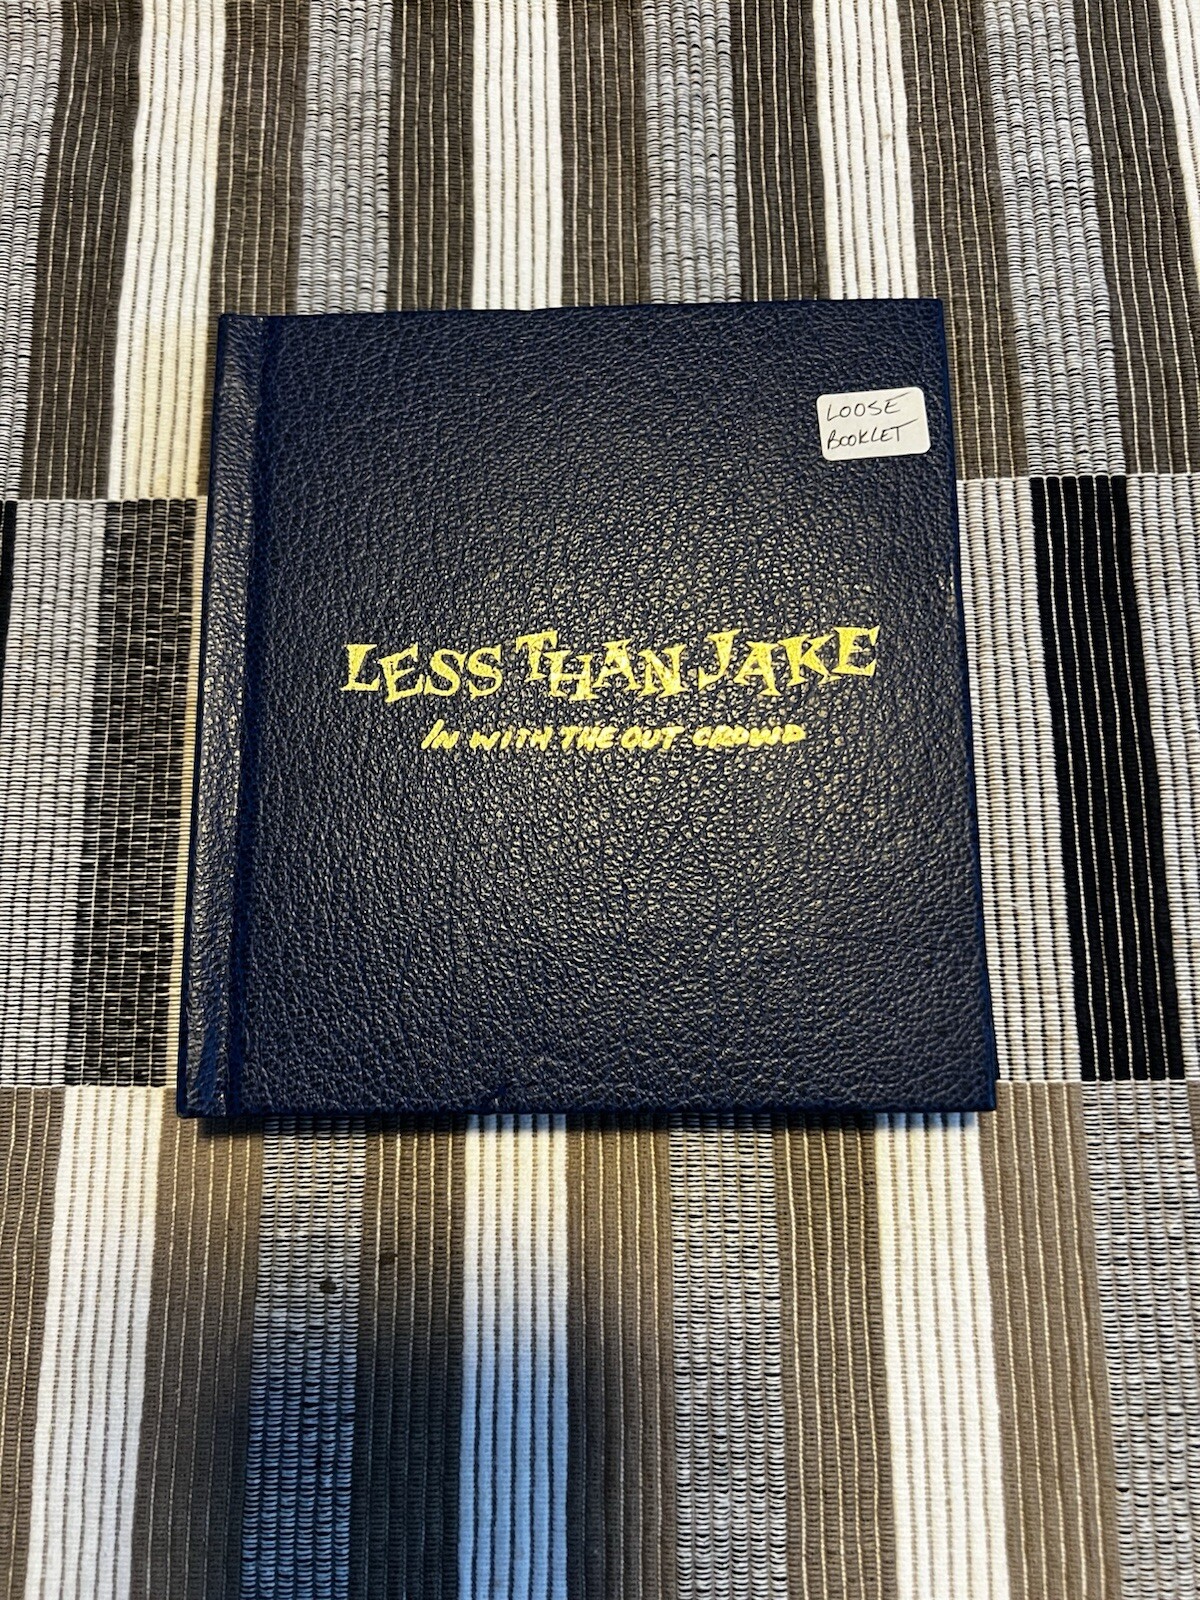 LOOSE
BOOKLET
LESS THAN JAKE
IN WITH THE OUT CROWD